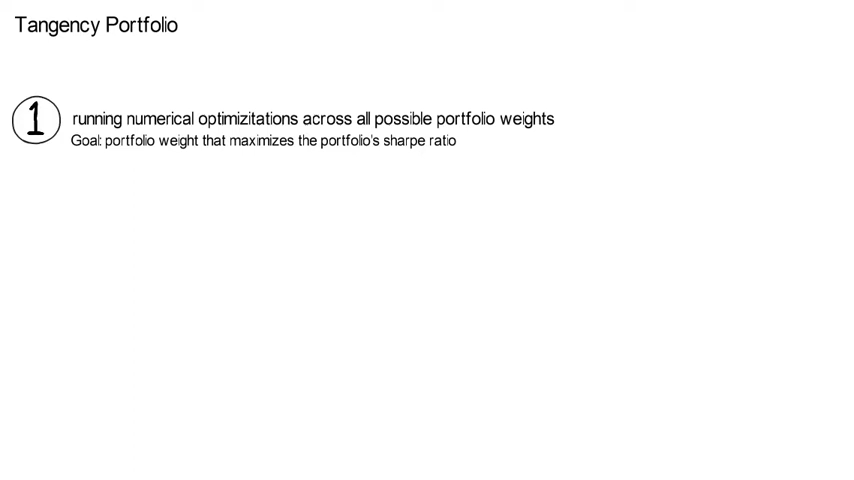 Tangency Portfolio
1 running numerical optimizitations across all possible portfolio weights
Goal: portfolio weight that maximizes the portfolio's sharpe ratio